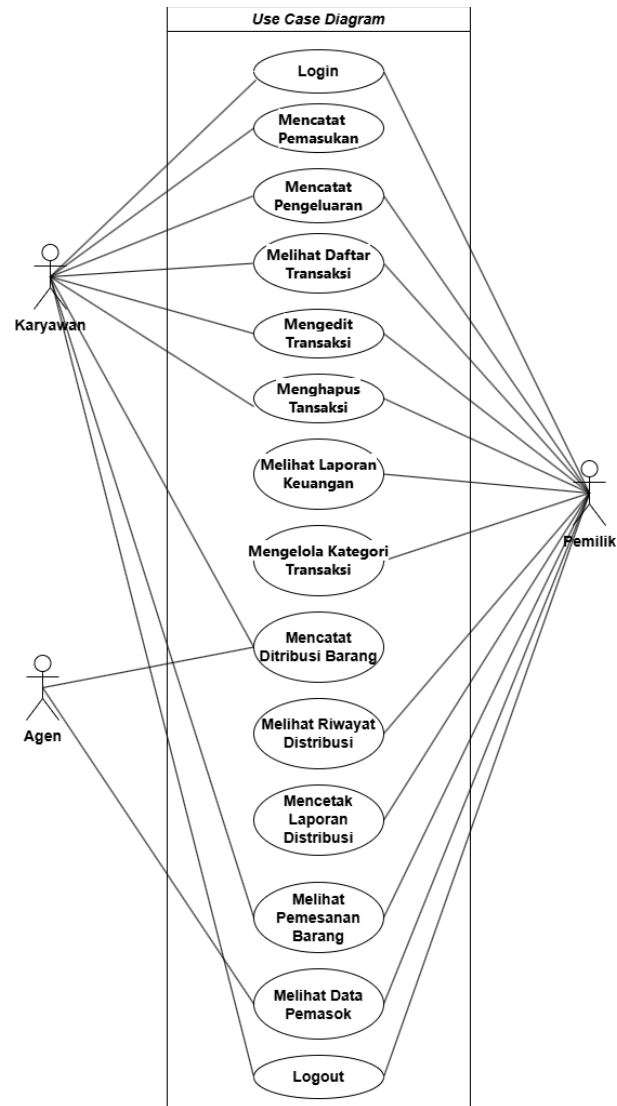 Use Case Diagram
Login
Mencatat
Pemasukan
Mencatat
Pengeluaran
Melihat Daftar
Transaksi
Karyawan
Mengedit
Transaksi
Menghapus
Tansaksi
Melihat Laporan
Keuangan
Pemilik
Mengelola Kategori
Transaksi
Mencatat
Ditribusi Barang
Agen
Melihat Riwayat
Distribusi
Mencetak
Laporan
Distribusi
Melihat
Pemesanan
Barang
Melihat Data
Pemasok
Logout